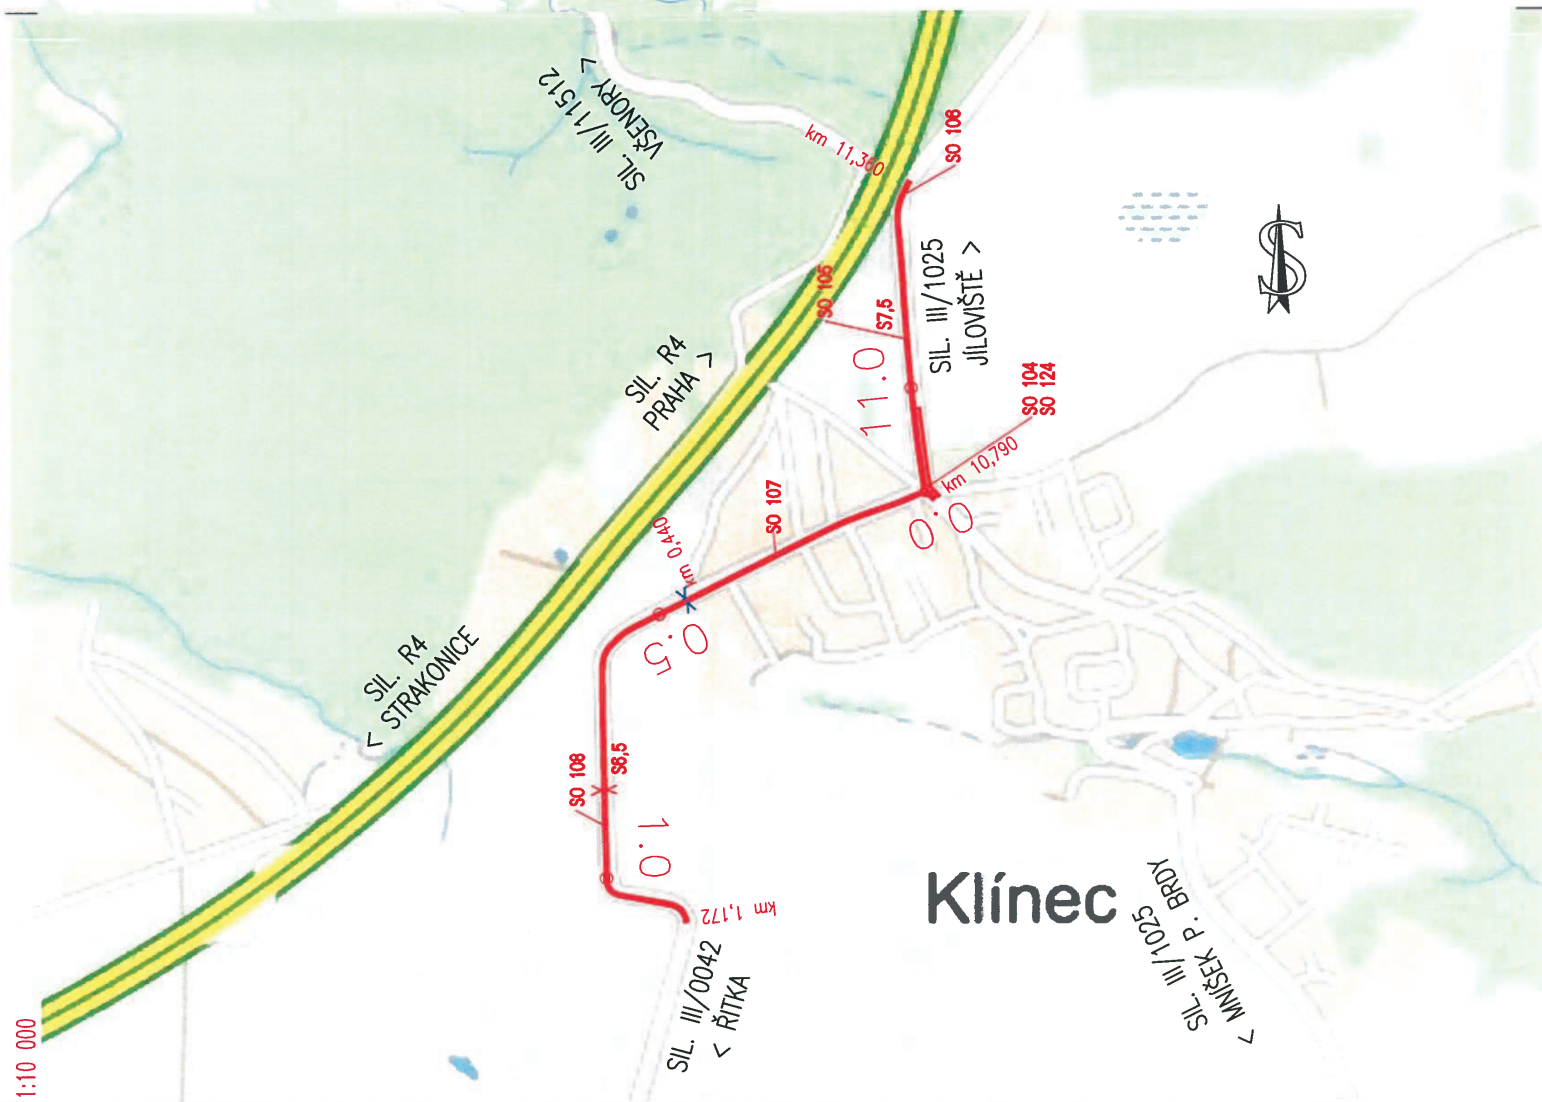 SIL. III/11512
VŠENORY >
km 11,360
SO 106
SO 105
S7,5
SIL. III/1025
JÍLOVIŠTĚ >
S
SIL. R4
PRAHA >
11.0
SO 104
SO 124
km 10,790
0.0
SO 107
km 0,440
0.5
SIL. R4
< STRAKONICE
SO 108
S6,5
1.0
km 1,172
Klínec
SIL. III/0042
< ŘITKA
SIL. III/1025
< MNÍŠEK P. BRDY
1:10 000